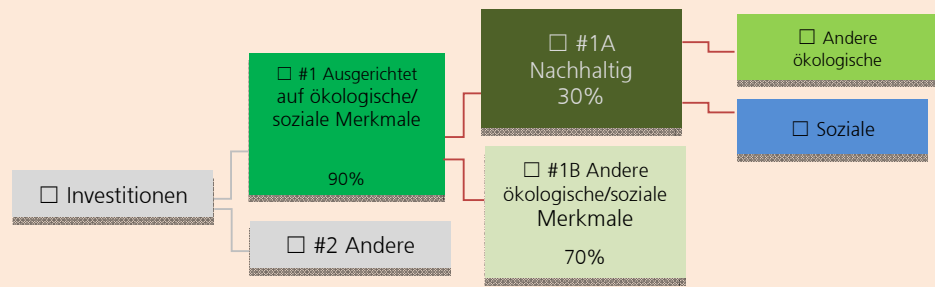 ☐ Investitionen
☐ #1 Ausgerichtet
auf ökologische/
soziale Merkmale
90%
☐ #2 Andere
☐ #1A
Nachhaltig
30%
☐ #1B Andere
ökologische/soziale
Merkmale
70%
☐ Andere
ökologische
☐ Soziale